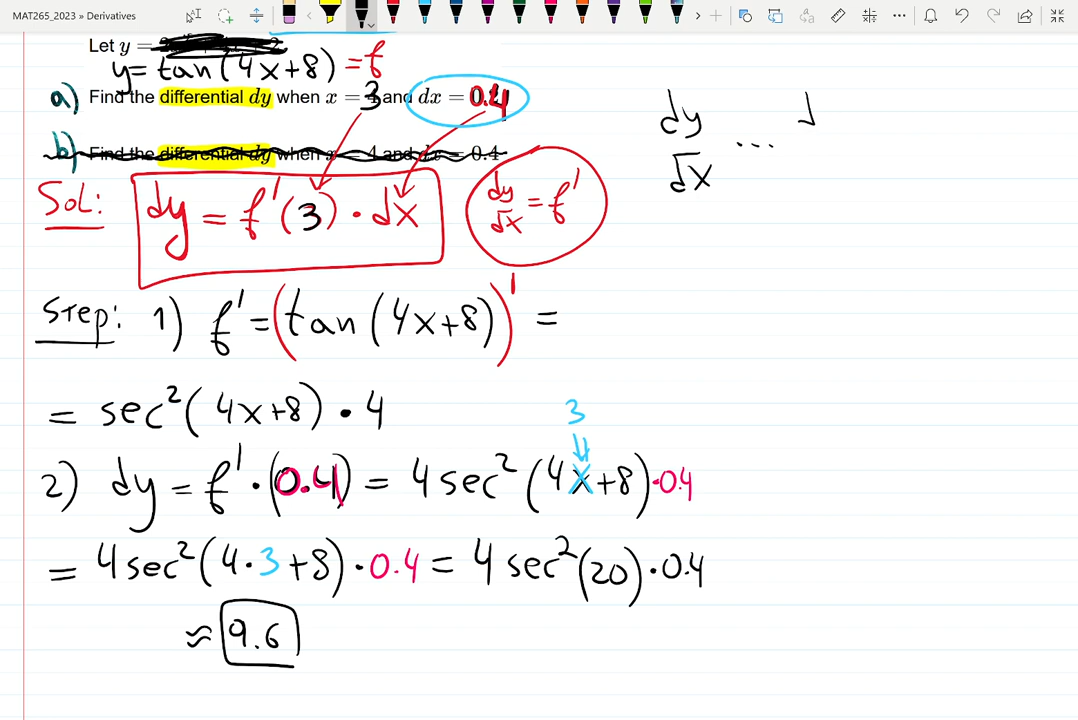 MAT265_2023 » Derivatives
Let y =
y = tan(4x+8) = f
a) Find the differential dy when x = 3 and dx = 0.4
b) Find the differential dy when x = 4 and dx = 0.4
dy ... d
dx
Sol: dy = f'(3) · dx
dy/dx = f'
Step: 1) f' = (tan(4x+8))' =
= sec²(4x+8) · 4
3
2) dy = f' · (0.4) = 4 sec²(4x+8) · 0.4
= 4 sec²(4·3+8) · 0.4 = 4 sec²(20) · 0.4
≈ 9.6